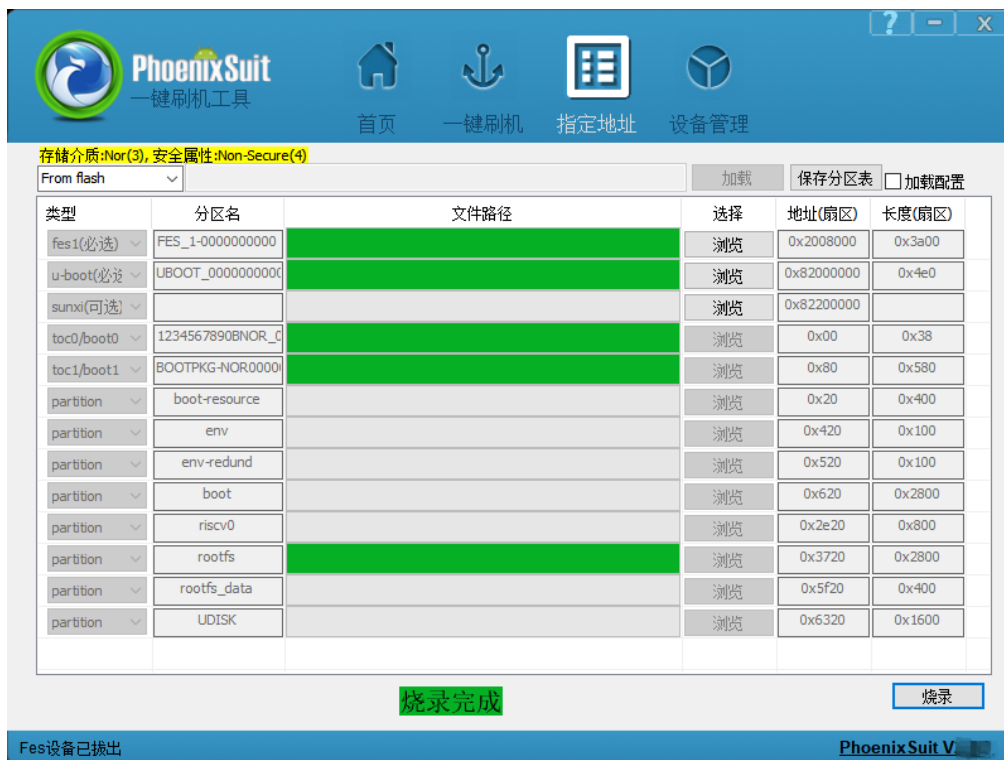 ? - X
PhoenixSuit
一键刷机工具
首页 一键刷机 指定地址 设备管理
存储介质:Nor(3), 安全属性:Non-Secure(4)
From flash 加载 保存分区表 加载配置
类型 分区名 文件路径 选择 地址(扇区) 长度(扇区)
fes1(必选) FES_1-0000000000 浏览 0x2008000 0x3a00
u-boot(必选 UBOOT_0000000000 浏览 0x82000000 0x4e0
sunxi(可选) 浏览 0x82200000
toc0/boot0 1234567890BNOR_0 浏览 0x00 0x38
toc1/boot1 BOOTPKG-NOR00000 浏览 0x80 0x580
partition boot-resource 浏览 0x20 0x400
partition env 浏览 0x420 0x100
partition env-redund 浏览 0x520 0x100
partition boot 浏览 0x620 0x2800
partition riscv0 浏览 0x2e20 0x800
partition rootfs 浏览 0x3720 0x2800
partition rootfs_data 浏览 0x5f20 0x400
partition UDISK 浏览 0x6320 0x1600
烧录完成 烧录
Fes设备已拔出 PhoenixSuit V